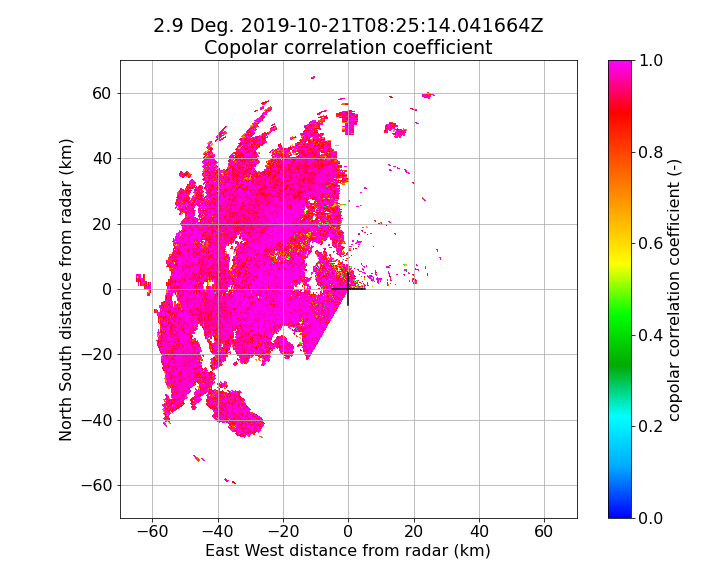 2.9 Deg. 2019-10-21T08:25:14.041664Z
Copolar correlation coefficient
60
40
20
0
−20
−40
−60
North South distance from radar (km)
−60 −40 −20 0 20 40 60
East West distance from radar (km)
1.0
0.8
0.6
0.4
0.2
0.0
copolar correlation coefficient (-)